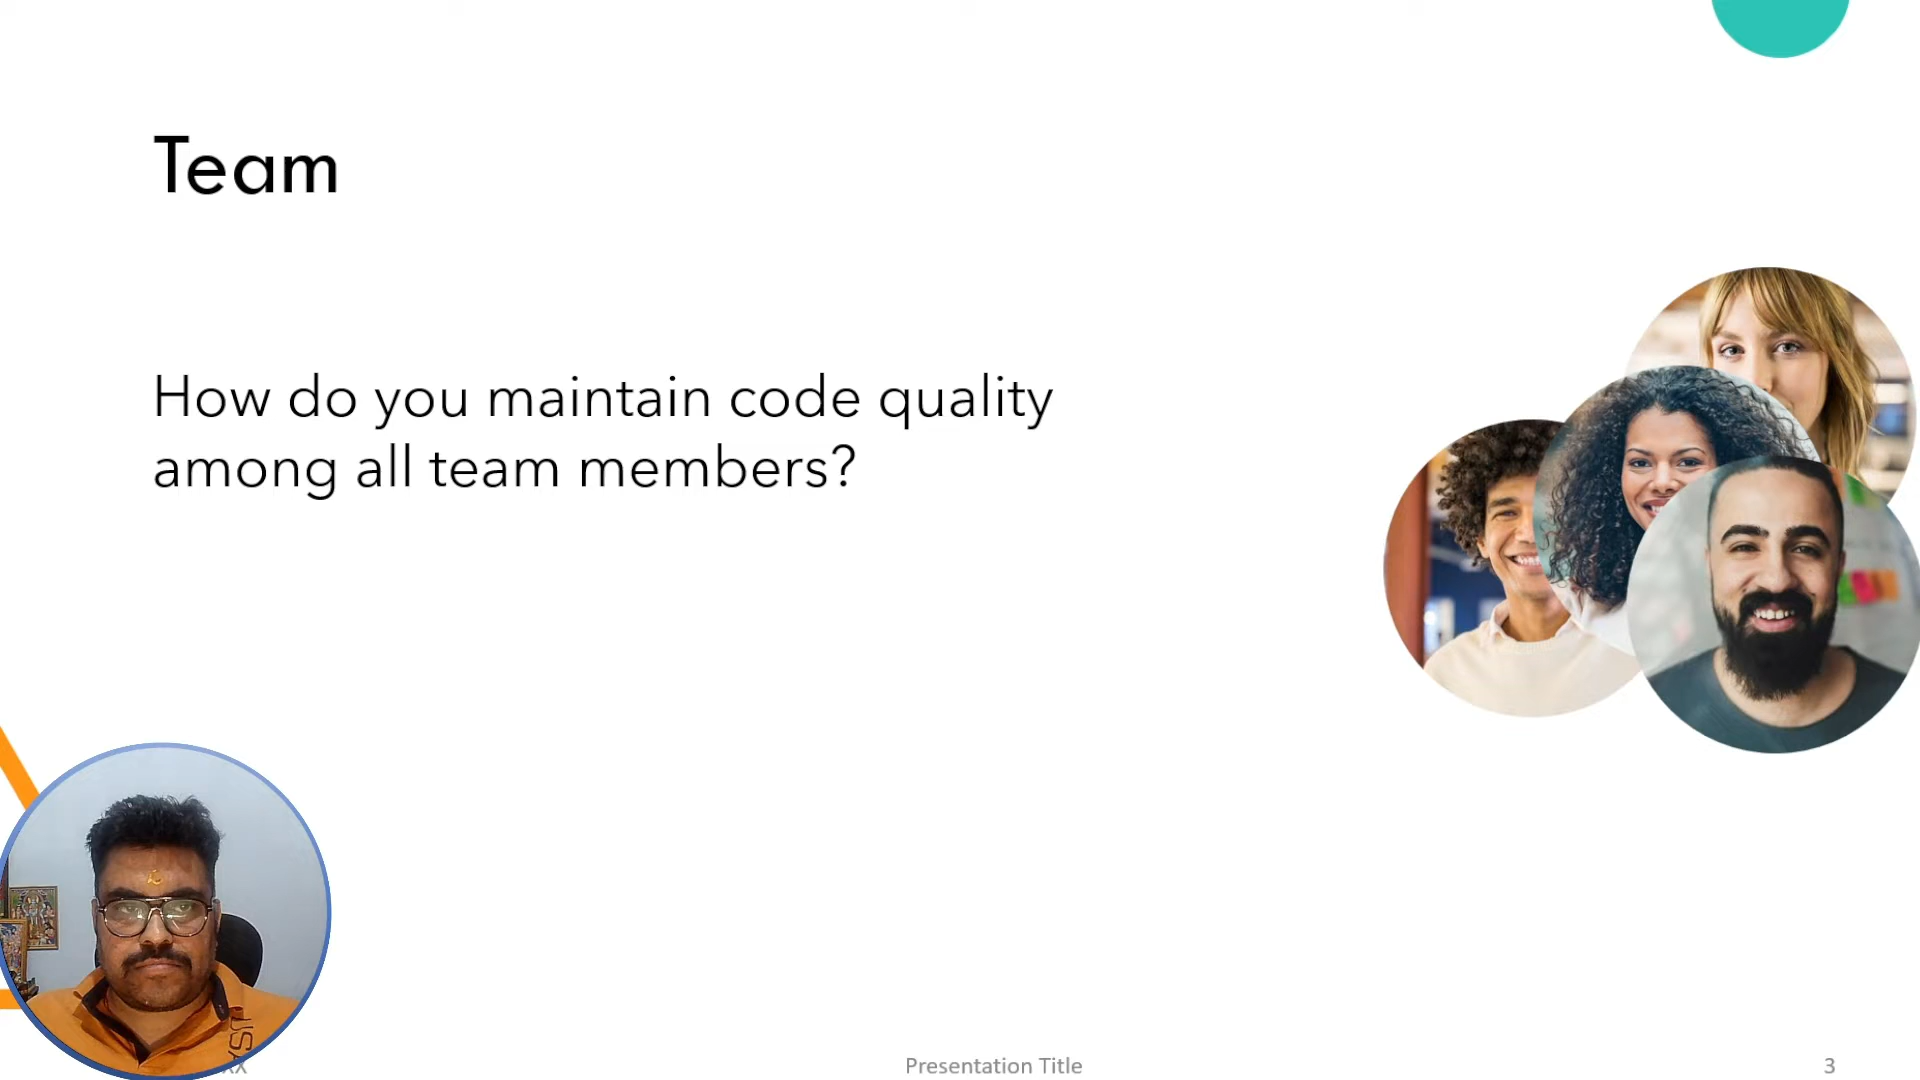 Team
How do you maintain code quality
among all team members?
Presentation Title
3